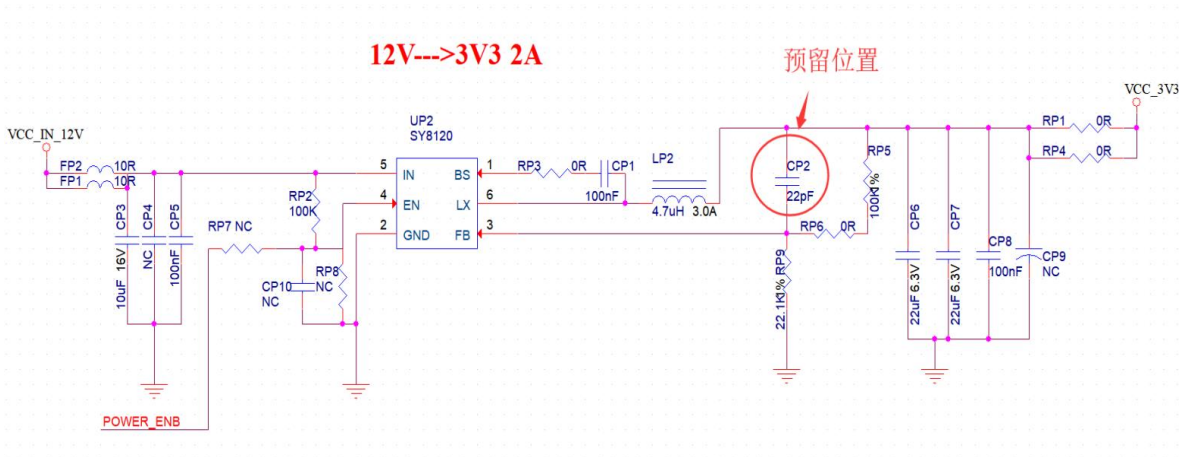 12V--->3V3 2A
预留位置
VCC_3V3
VCC_IN_12V
UP2
SY8120
RP1 0R
RP4 0R
FP2 10R
FP1 10R
5 IN
4 EN
2 GND
BS 1
LX 6
FB 3
RP3 0R
CP1
100nF
LP2
4.7uH 3.0A
CP2
22pF
RP5
100K1%
RP6 0R
RP2
100K
RP7 NC
CP3
10uF 16V
CP4
NC
CP5
100nF
CP10
NC
RP8
NC
RP9
22.1K1%
CP6
22uF 6.3V
CP7
22uF 6.3V
CP8
100nF
CP9
NC
POWER_ENB